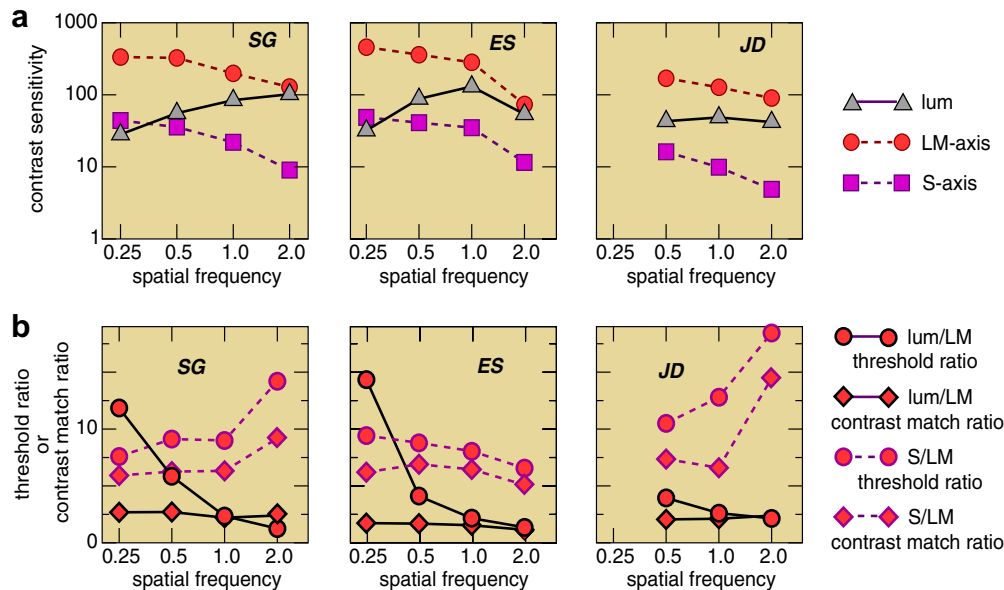 a
1000
100
10
1
contrast sensitivity
SG
0.25 0.5 1.0 2.0
spatial frequency
ES
0.25 0.5 1.0 2.0
spatial frequency
JD
0.25 0.5 1.0 2.0
spatial frequency
lum
LM-axis
S-axis
b
threshold ratio
or
contrast match ratio
10
0
SG
0.25 0.5 1.0 2.0
spatial frequency
ES
0.25 0.5 1.0 2.0
spatial frequency
JD
0.25 0.5 1.0 2.0
spatial frequency
lum/LM
threshold ratio
lum/LM
contrast match ratio
S/LM
threshold ratio
S/LM
contrast match ratio